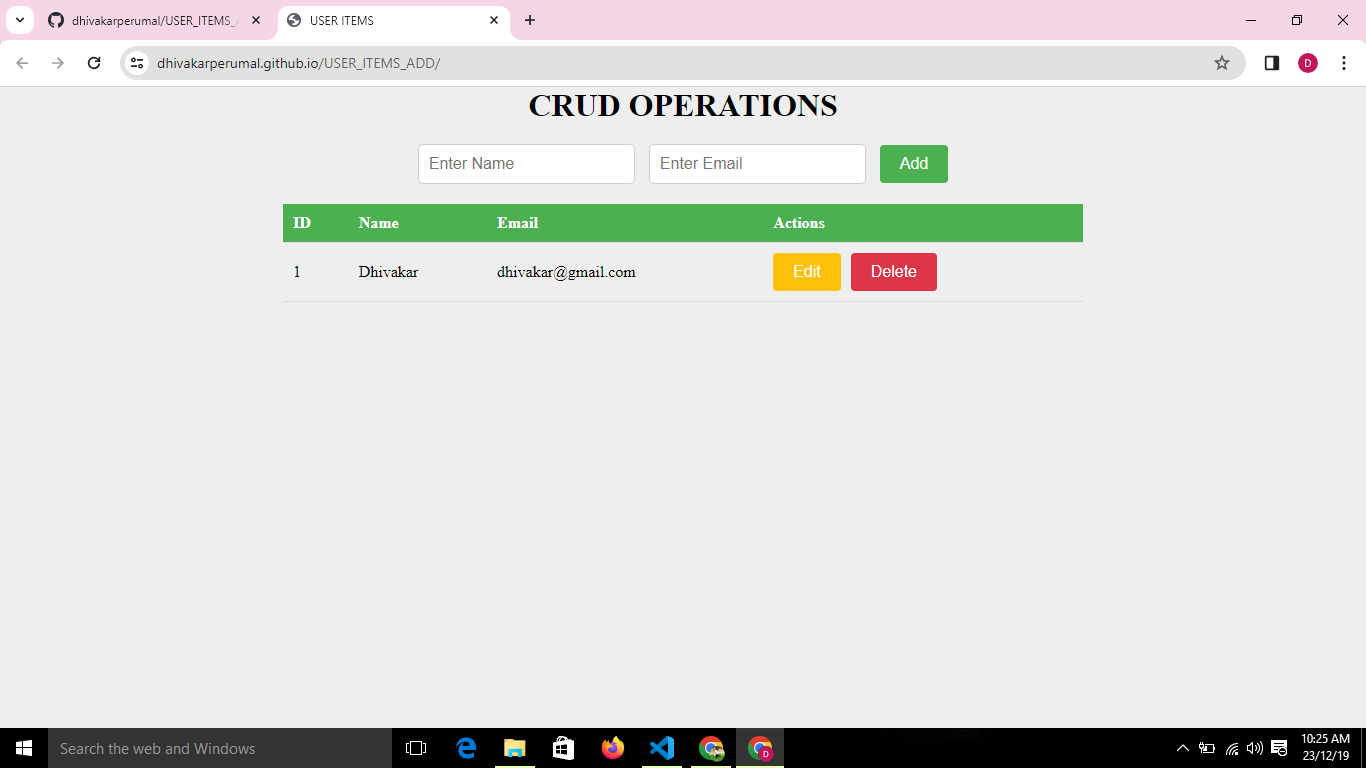 dhivakarperumal/USER_ITEMS_
USER ITEMS
D
dhivakarperumal.github.io/USER_ITEMS_ADD/
CRUD OPERATIONS
Enter Name
Enter Email
Add
ID Name Email Actions
1 Dhivakar dhivakar@gmail.com Edit Delete
Search the web and Windows
D
10:25 AM
23/12/19